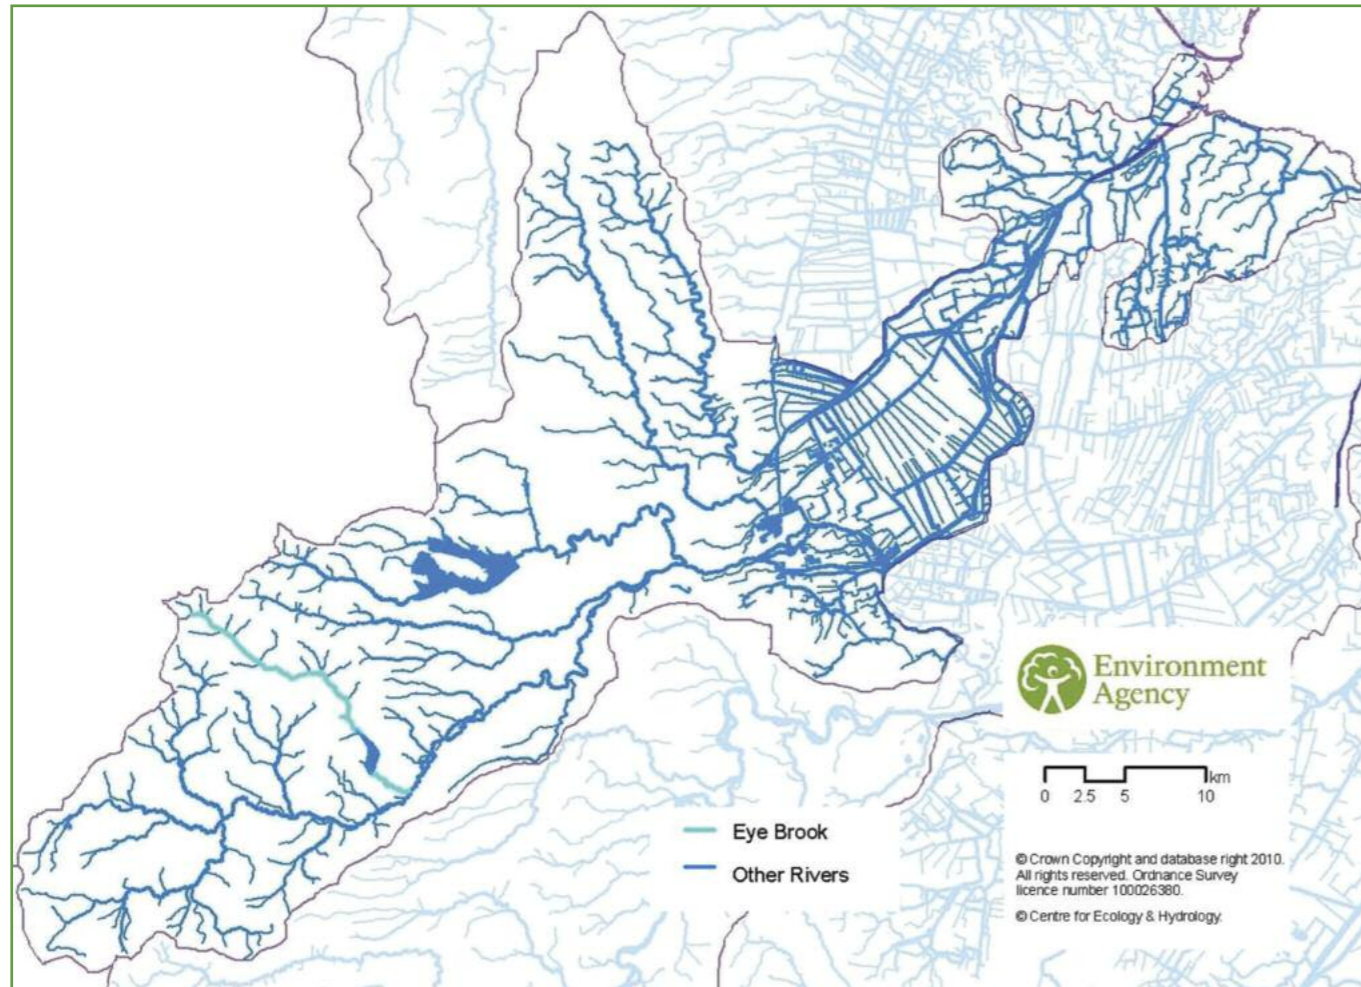 Environment
Agency
km
0 2.5 5 10
Eye Brook
Other Rivers
© Crown Copyright and database right 2010.
All rights reserved. Ordnance Survey
licence number 100026380.
© Centre for Ecology & Hydrology.